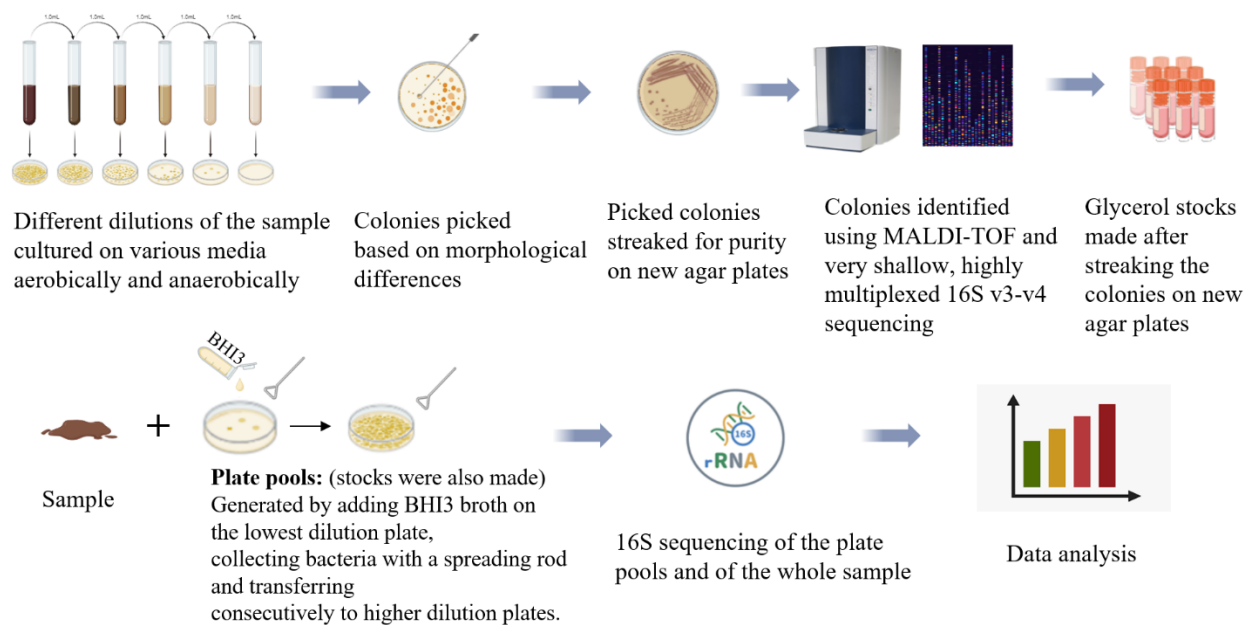 1.0mL 1.0mL 1.0mL 1.0mL 1.0mL
Different dilutions of the sample
cultured on various media
aerobically and anaerobically
Colonies picked
based on morphological
differences
Picked colonies
streaked for purity
on new agar plates
Colonies identified
using MALDI-TOF and
very shallow, highly
multiplexed 16S v3-v4
sequencing
Glycerol stocks
made after
streaking the
colonies on new
agar plates
BHI3
+
Sample
Plate pools: (stocks were also made)
Generated by adding BHI3 broth on
the lowest dilution plate,
collecting bacteria with a spreading rod
and transferring
consecutively to higher dilution plates.
16S
rRNA
16S sequencing of the plate
pools and of the whole sample
Data analysis